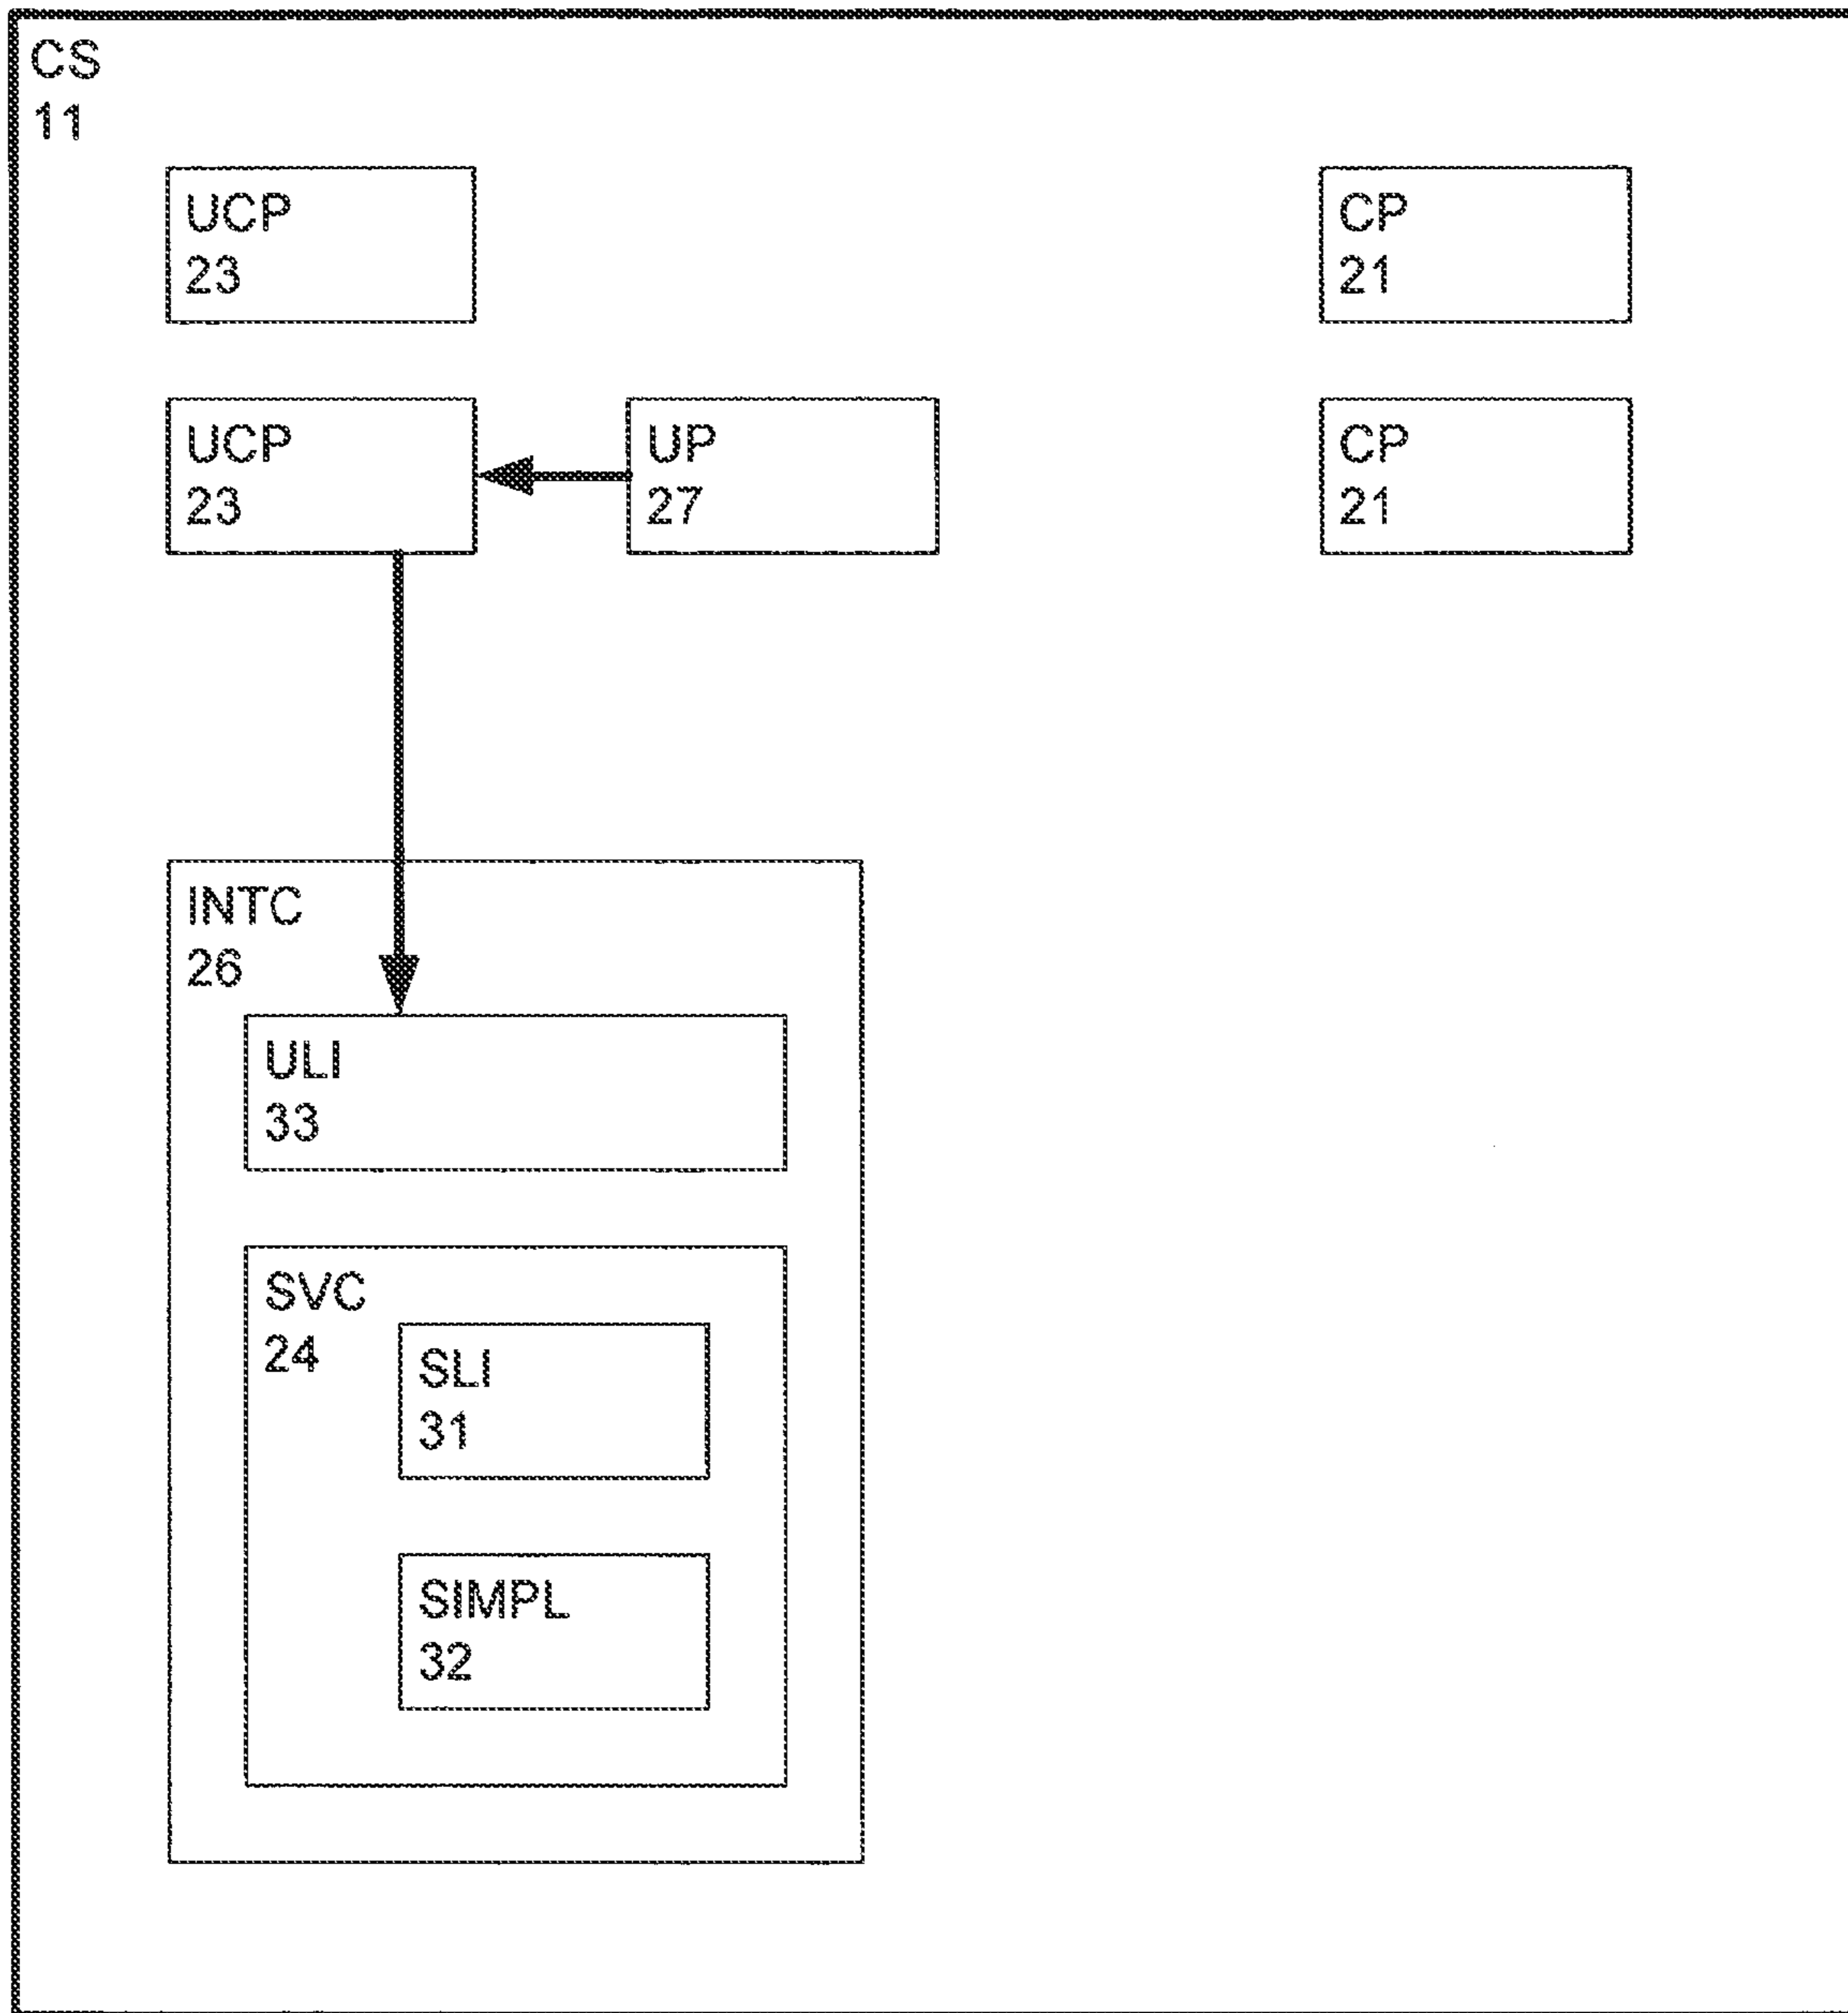 CS
11
UCP
23
CP
21
UCP
23
UP
27
CP
21
INTC
26
ULI
33
SVC
24
SLI
31
SIMPL
32